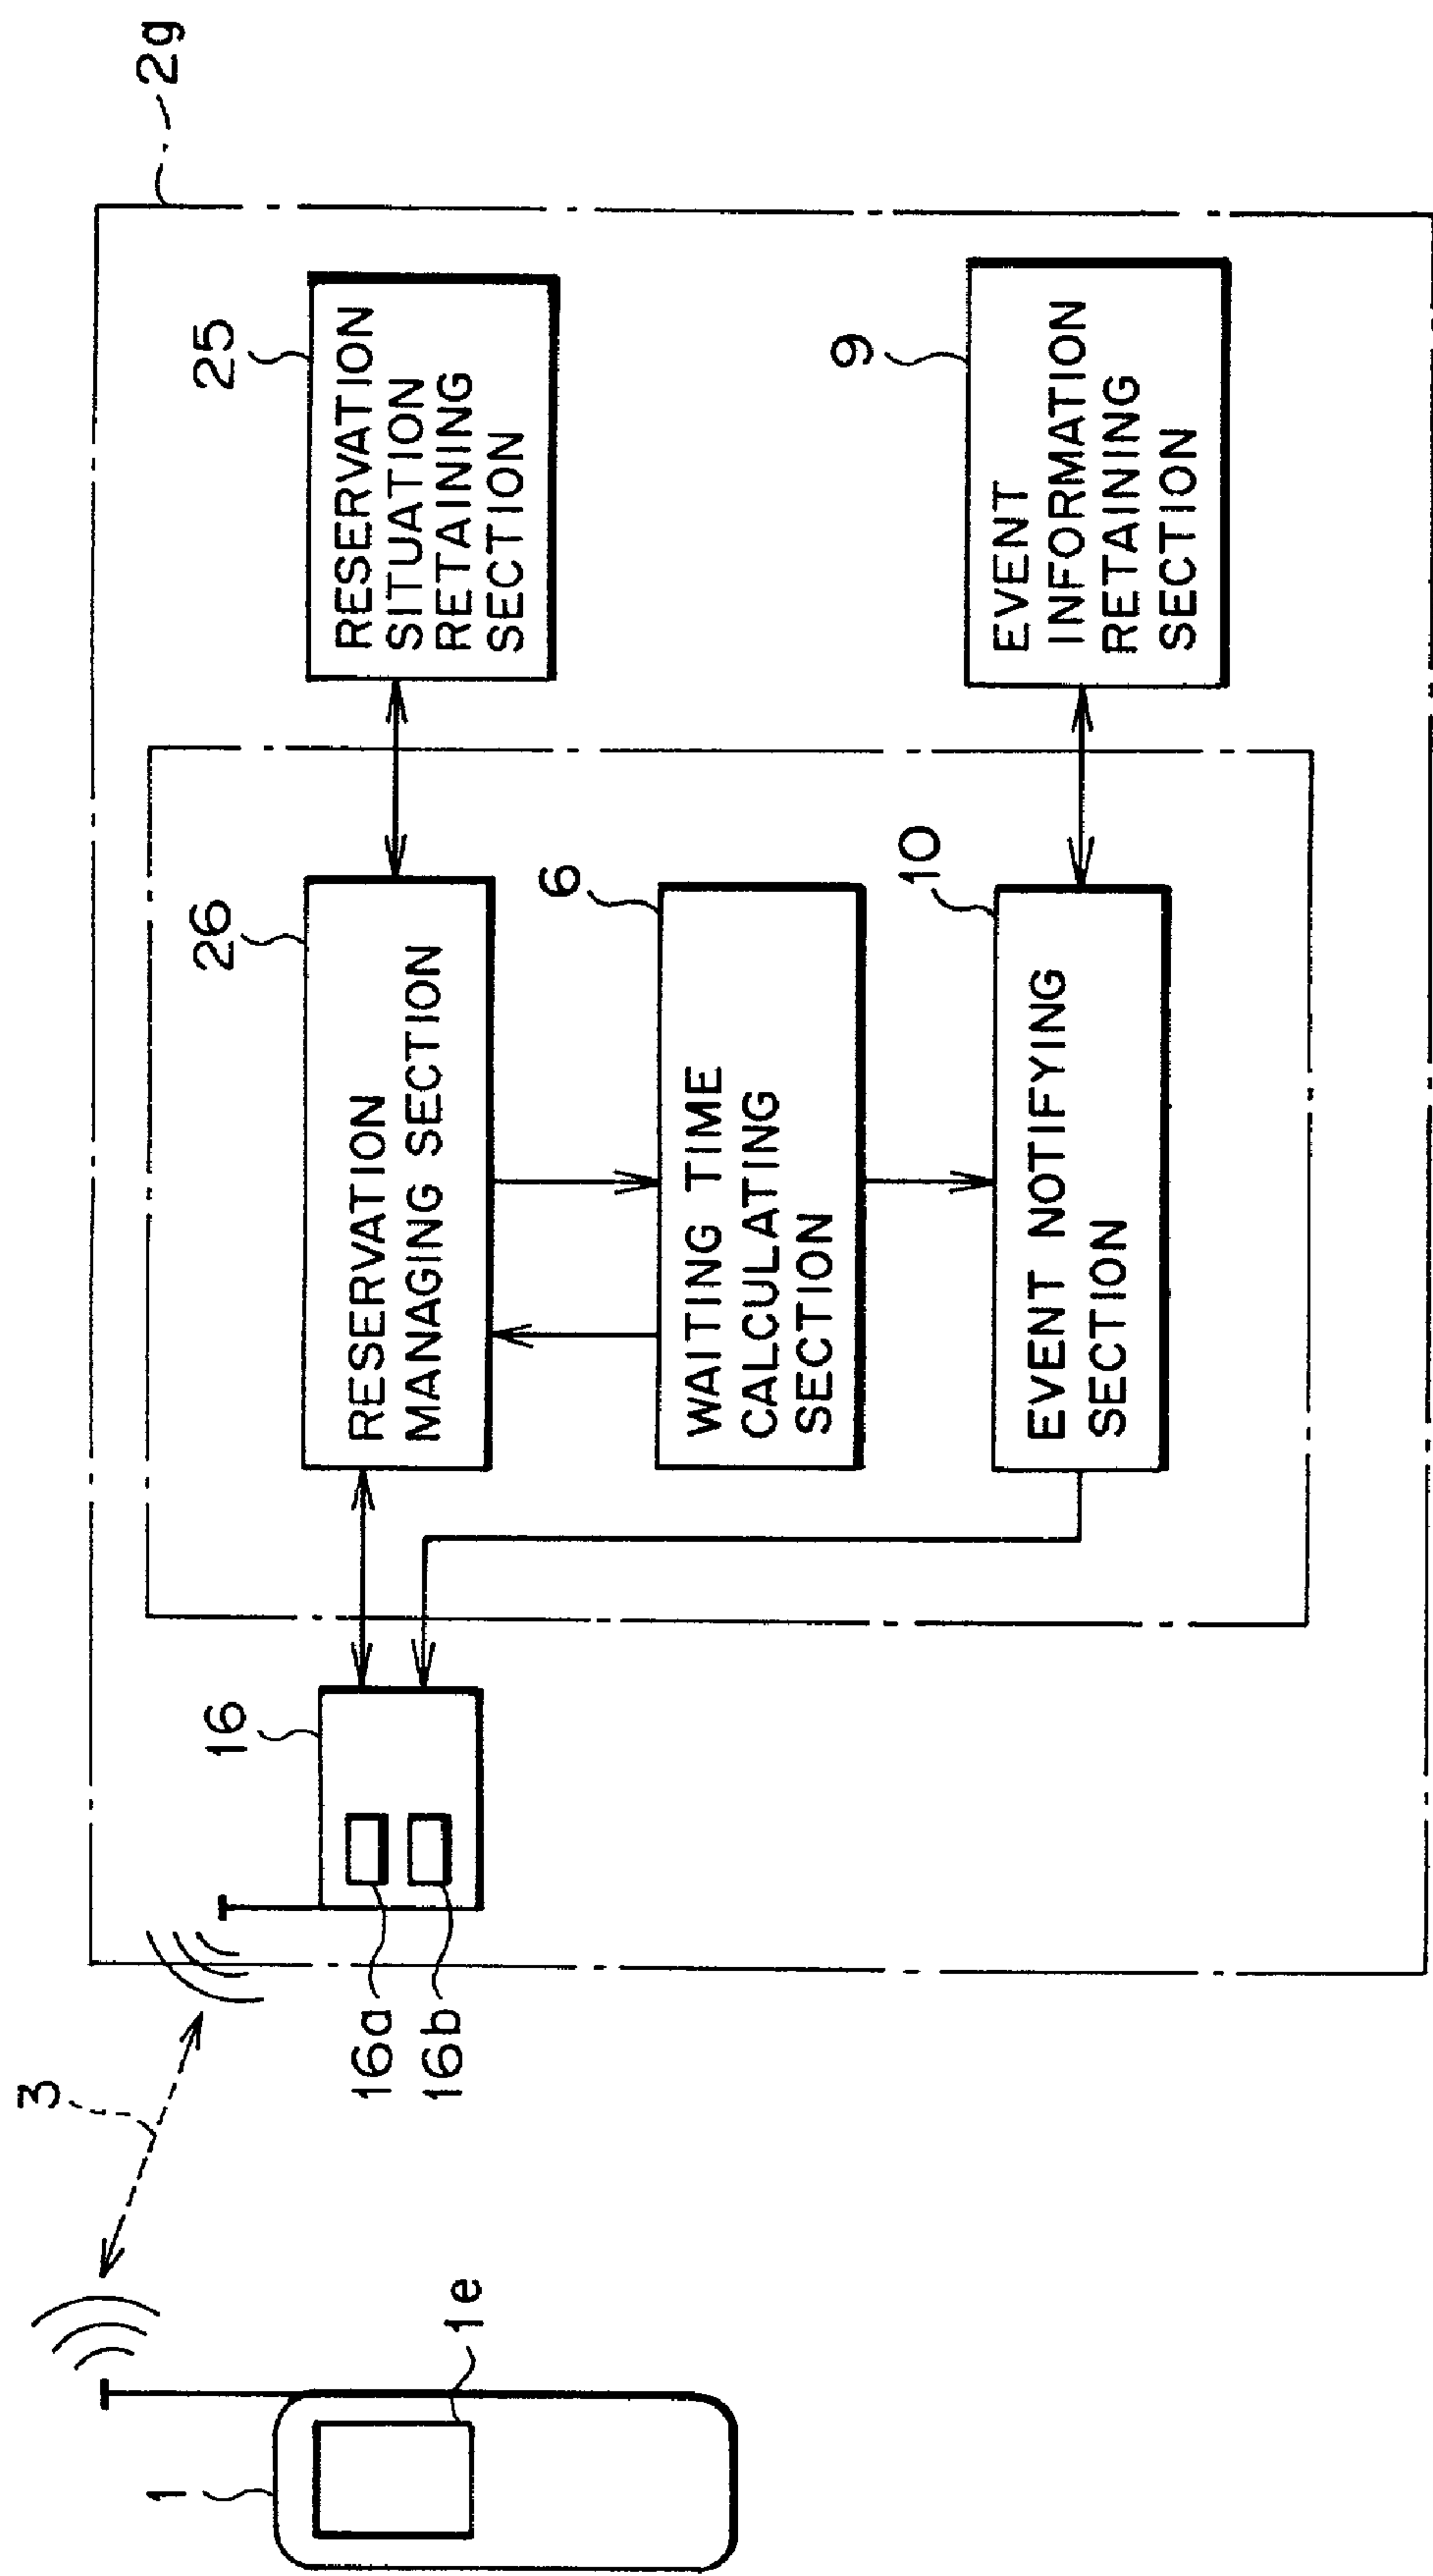 2g
25
RESERVATION
SITUATION
RETAINING
SECTION
9
EVENT
INFORMATION
RETAINING
SECTION
26
RESERVATION
MANAGING SECTION
6
WAITING TIME
CALCULATING
SECTION
10
EVENT NOTIFYING
SECTION
16
16a
16b
3
1
1e